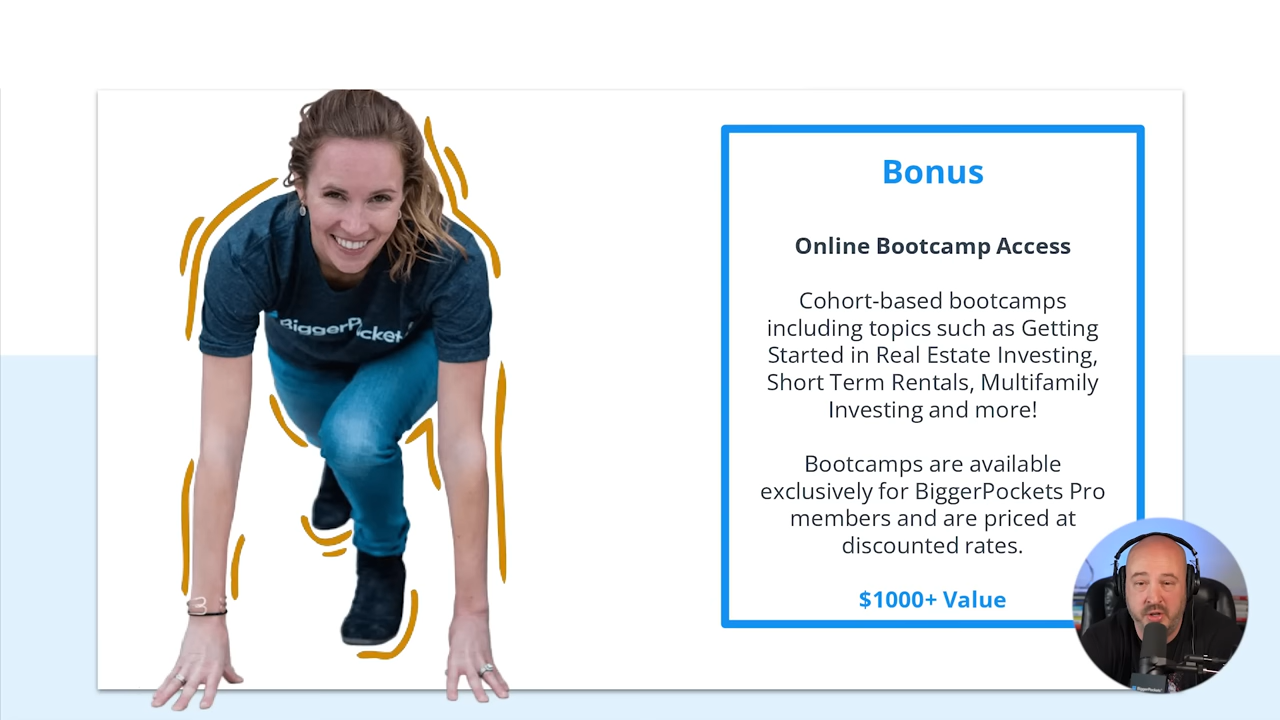 Bonus
Online Bootcamp Access
Cohort-based bootcamps
including topics such as Getting
Started in Real Estate Investing,
Short Term Rentals, Multifamily
Investing and more!
Bootcamps are available
exclusively for BiggerPockets Pro
members and are priced at
discounted rates.
$1000+ Value
BiggerPockets
BiggerPockets